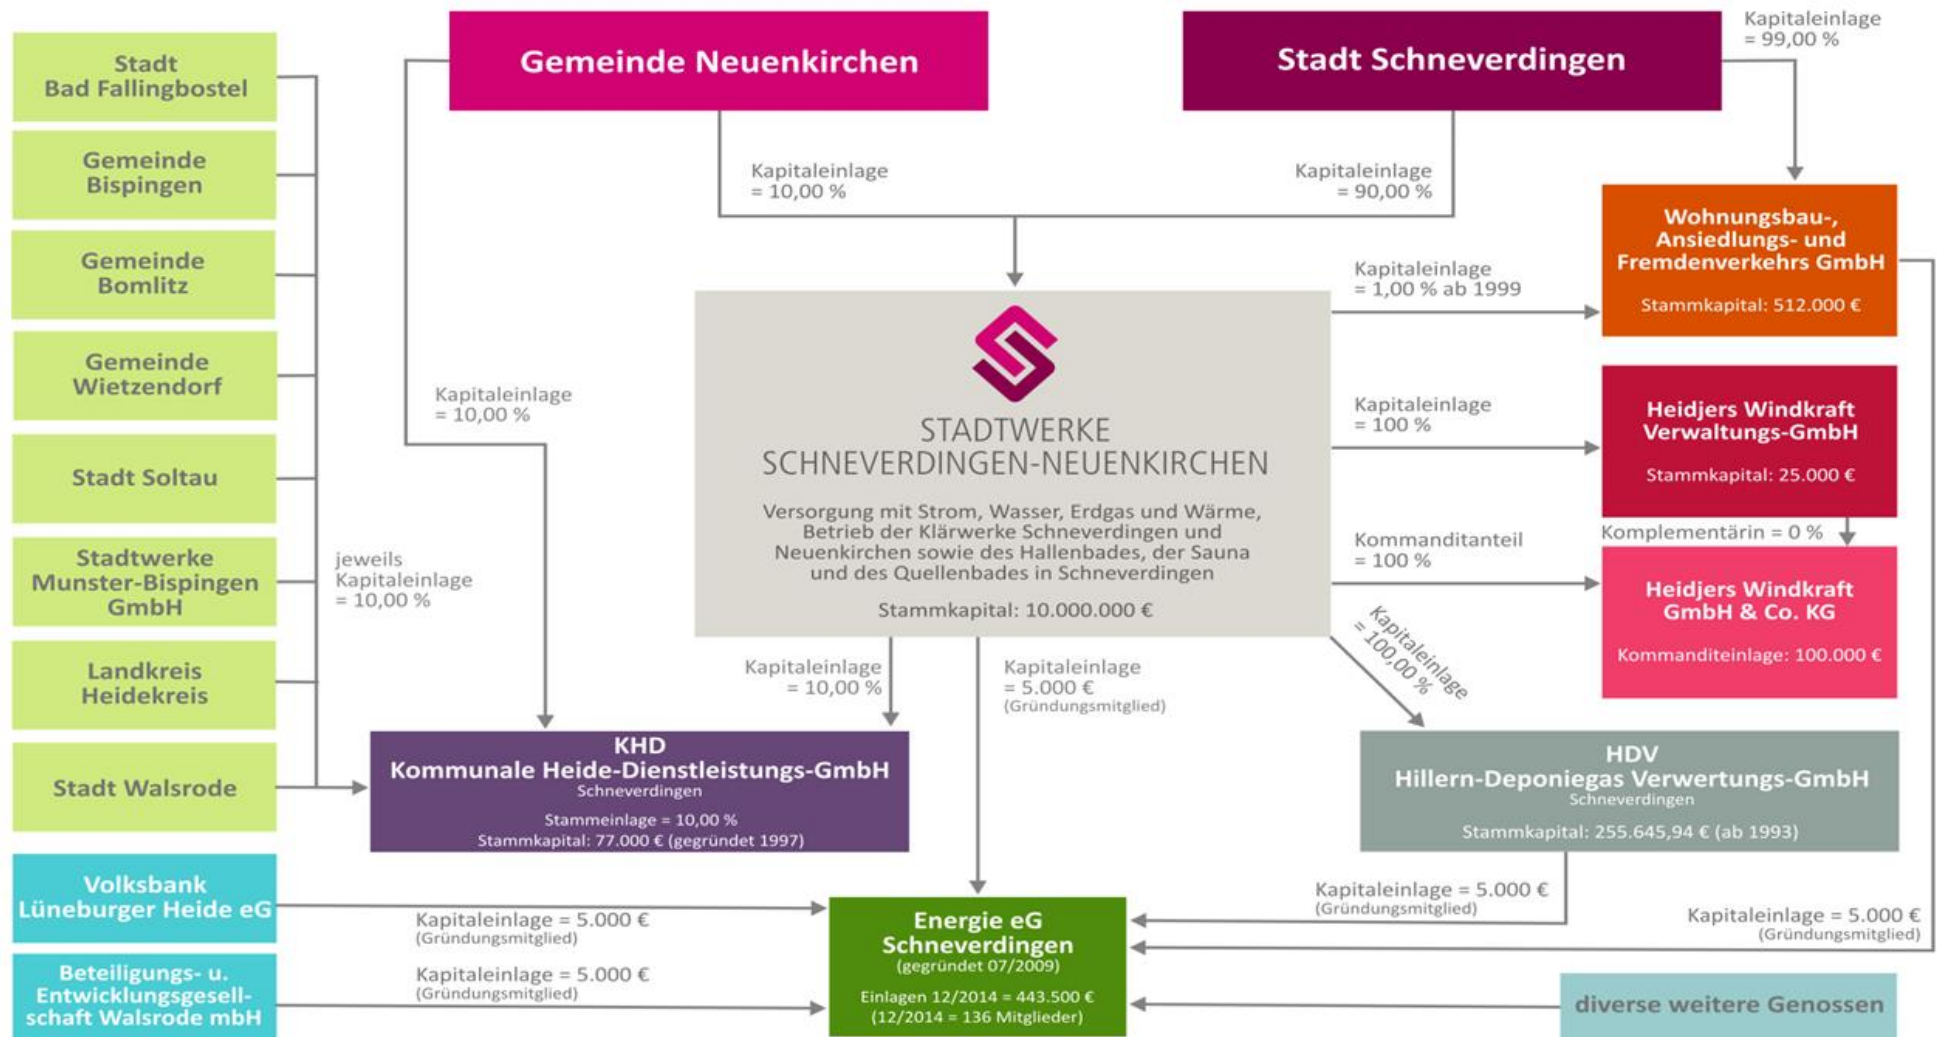 Kapitaleinlage
= 99,00 %
Gemeinde Neuenkirchen
Stadt Schneverdingen
Stadt
Bad Fallingbostel
Gemeinde
Bispingen
Gemeinde
Bomlitz
Gemeinde
Wietzendorf
Stadt Soltau
Stadtwerke
Munster-Bispingen
GmbH
Landkreis
Heidekreis
Stadt Walsrode
jeweils
Kapitaleinlage
= 10,00 %
Kapitaleinlage
= 10,00 %
Kapitaleinlage
= 10,00 %
Kapitaleinlage
= 90,00 %
STADTWERKE
SCHNEVERDINGEN-NEUENKIRCHEN
Versorgung mit Strom, Wasser, Erdgas und Wärme,
Betrieb der Klärwerke Schneverdingen und
Neuenkirchen sowie des Hallenbades, der Sauna
und des Quellenbades in Schneverdingen
Stammkapital: 10.000.000 €
Kapitaleinlage
= 1,00 % ab 1999
Wohnungsbau-,
Ansiedlungs- und
Fremdenverkehrs GmbH
Stammkapital: 512.000 €
Kapitaleinlage
= 100 %
Heidjers Windkraft
Verwaltungs-GmbH
Stammkapital: 25.000 €
Komplementärin = 0 %
Kommanditanteil
= 100 %
Heidjers Windkraft
GmbH & Co. KG
Kommanditeinlage: 100.000 €
Kapitaleinlage
= 10,00 %
Kapitaleinlage
= 5.000 €
(Gründungsmitglied)
Kapitaleinlage
= 100,00 %
KHD
Kommunale Heide-Dienstleistungs-GmbH
Schneverdingen
Stammeinlage = 10,00 %
Stammkapital: 77.000 € (gegründet 1997)
HDV
Hillern-Deponiegas Verwertungs-GmbH
Schneverdingen
Stammkapital: 255.645,94 € (ab 1993)
Volksbank
Lüneburger Heide eG
Kapitaleinlage = 5.000 €
(Gründungsmitglied)
Beteiligungs- u.
Entwicklungsgesell-
schaft Walsrode mbH
Kapitaleinlage = 5.000 €
(Gründungsmitglied)
Energie eG
Schneverdingen
(gegründet 07/2009)
Einlagen 12/2014 = 443.500 €
(12/2014 = 136 Mitglieder)
Kapitaleinlage = 5.000 €
(Gründungsmitglied)
Kapitaleinlage = 5.000 €
(Gründungsmitglied)
diverse weitere Genossen